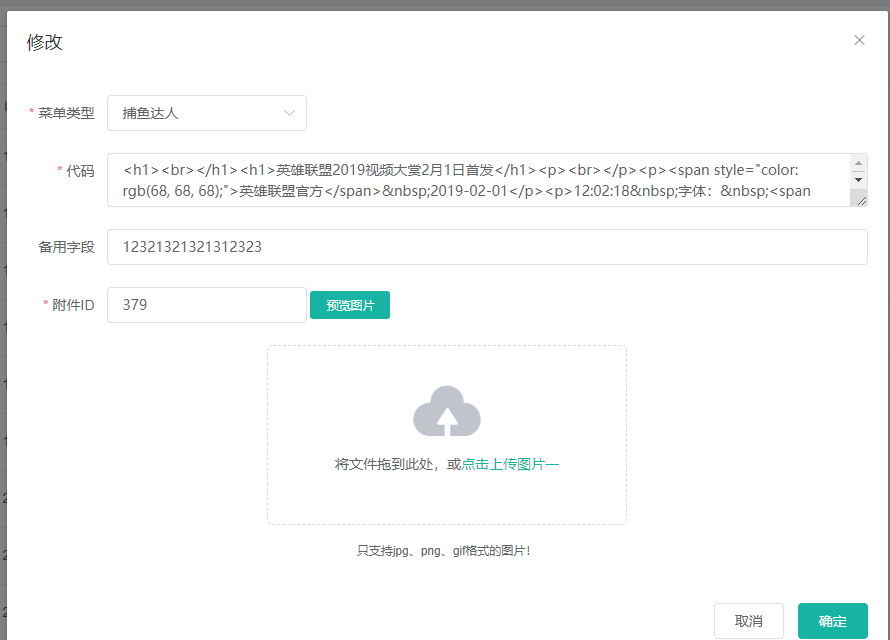 修改
* 菜单类型 捕鱼达人
* 代码 <h1><br></h1><h1>英雄联盟2019视频大赏2月1日首发</h1><p><br></p><p><span style="color:
rgb(68, 68, 68);">英雄联盟官方</span>&nbsp;2019-02-01</p><p>12:02:18&nbsp;字体：&nbsp;<span
备用字段 12321321321312323
* 附件ID 379 预览图片
将文件拖到此处，或点击上传图片一
只支持jpg、png、gif格式的图片！
取消 确定